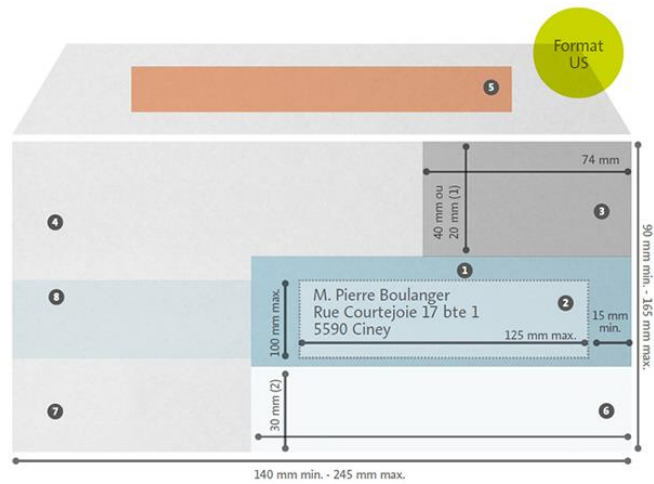 Format
US
5
74 mm
40 mm ou
20 mm (1)
3
4
1
8
100 mm max.
M. Pierre Boulanger
Rue Courtejoie 17 bte 1
5590 Ciney
2
125 mm max.
15 mm
min.
90 mm min. - 165 mm max.
7
30 mm (2)
6
140 mm min. - 245 mm max.